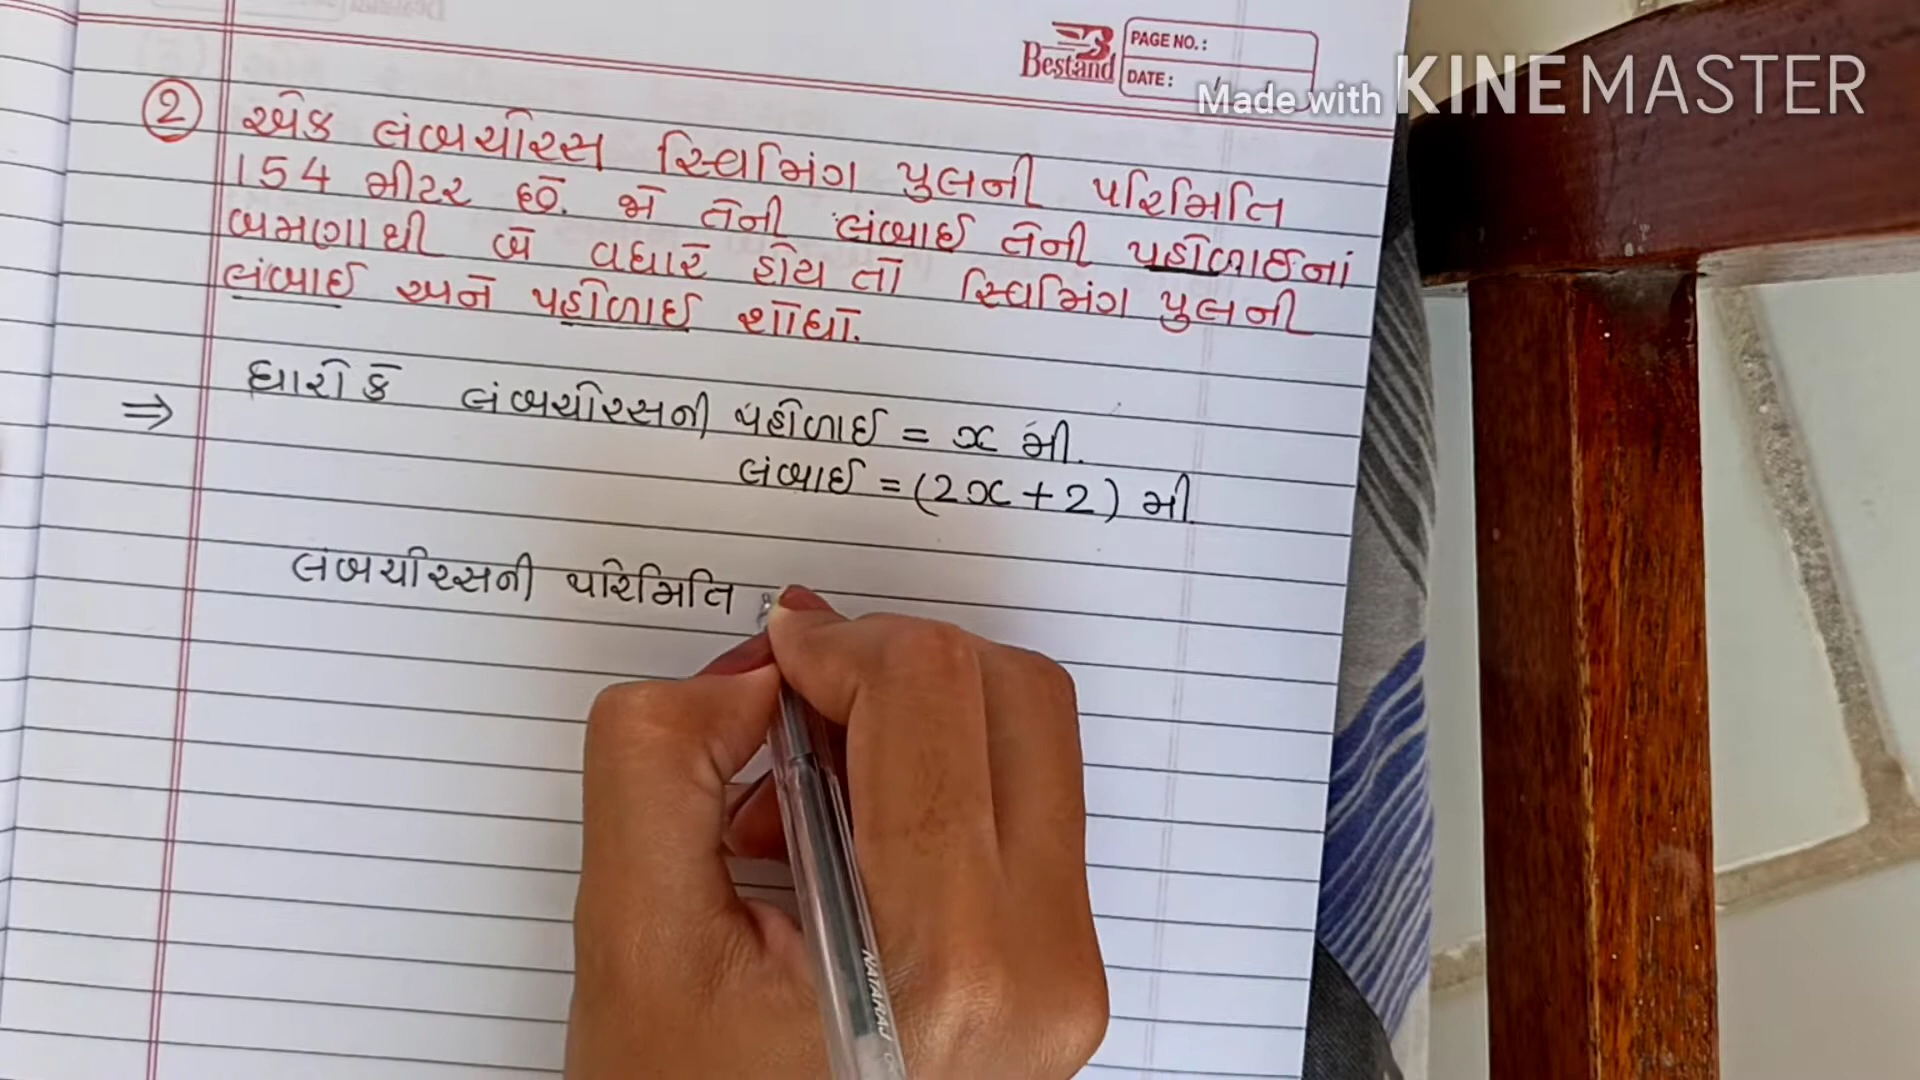 Bestand
PAGE NO. :
DATE :
Made with KINEMASTER
② એક લંબચોરસ સ્વિમિંગ પુલની પરિમિતિ
154 મીટર છે. જો તેની લંબાઈ તેની પહોળાઈનાં
બમણાથી બે વધારે હોય તો સ્વિમિંગ પુલની
લંબાઈ અને પહોળાઈ શોધો.
⇒ ધારો કે લંબચોરસની પહોળાઈ = x મી.
લંબાઈ = (2x + 2) મી.
લંબચોરસની પરિમિતિ
NATARAJ